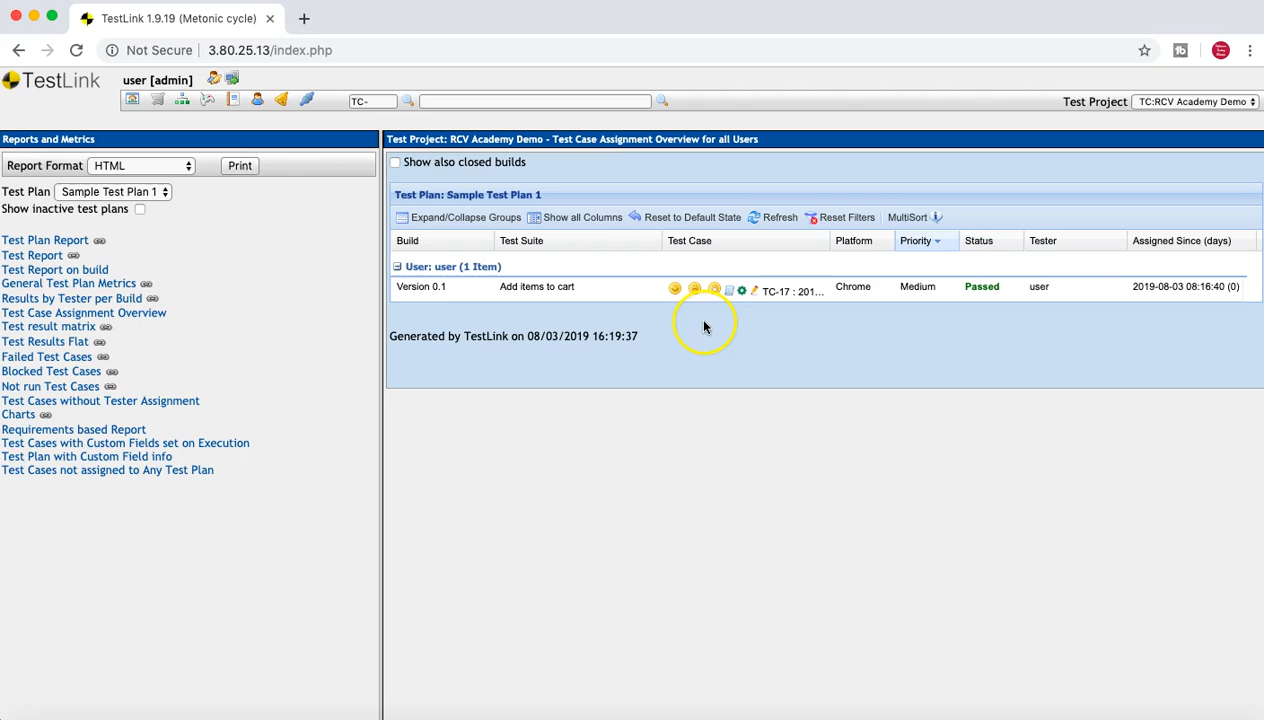 TestLink 1.9.19 (Metonic cycle)
Not Secure 3.80.25.13/index.php
TestLink user [admin]
TC-
Test Project TC:RCV Academy Demo
Reports and Metrics
Report Format HTML Print
Test Plan Sample Test Plan 1
Show inactive test plans
Test Plan Report
Test Report
Test Report on build
General Test Plan Metrics
Results by Tester per Build
Test Case Assignment Overview
Test result matrix
Test Results Flat
Failed Test Cases
Blocked Test Cases
Not run Test Cases
Test Cases without Tester Assignment
Charts
Requirements based Report
Test Cases with Custom Fields set on Execution
Test Plan with Custom Field info
Test Cases not assigned to Any Test Plan
Test Project: RCV Academy Demo - Test Case Assignment Overview for all Users
Show also closed builds
Test Plan: Sample Test Plan 1
Expand/Collapse Groups Show all Columns Reset to Default State Refresh Reset Filters MultiSort
Build Test Suite Test Case Platform Priority Status Tester Assigned Since (days)
User: user (1 Item)
Version 0.1 Add items to cart TC-17 : 201... Chrome Medium Passed user 2019-08-03 08:16:40 (0)
Generated by TestLink on 08/03/2019 16:19:37